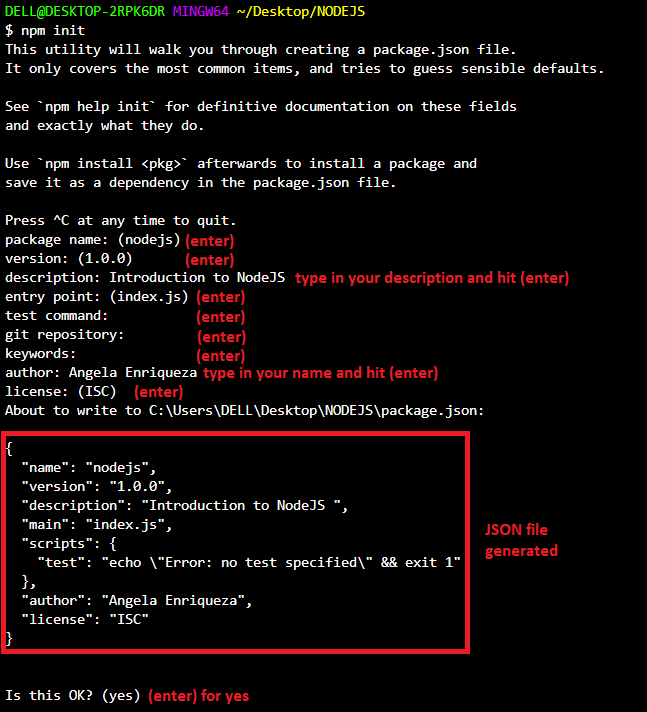 DELL@DESKTOP-2RPK6DR MINGW64 ~/Desktop/NODEJS
$ npm init
This utility will walk you through creating a package.json file.
It only covers the most common items, and tries to guess sensible defaults.
See `npm help init` for definitive documentation on these fields
and exactly what they do.
Use `npm install <pkg>` afterwards to install a package and
save it as a dependency in the package.json file.
Press ^C at any time to quit.
package name: (nodejs) (enter)
version: (1.0.0) (enter)
description: Introduction to NodeJS type in your description and hit (enter)
entry point: (index.js) (enter)
test command: (enter)
git repository: (enter)
keywords: (enter)
author: Angela Enriqueza type in your name and hit (enter)
license: (ISC) (enter)
About to write to C:\Users\DELL\Desktop\NODEJS\package.json:
{
  "name": "nodejs",
  "version": "1.0.0",
  "description": "Introduction to NodeJS ",
  "main": "index.js",
  "scripts": {
    "test": "echo \"Error: no test specified\" && exit 1"
  },
  "author": "Angela Enriqueza",
  "license": "ISC"
}
JSON file
generated
Is this OK? (yes) (enter) for yes